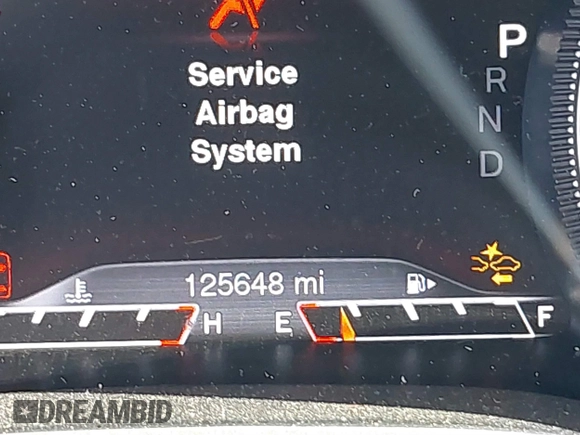 Service
Airbag
System
P
R
N
D
125648 mi
H E F
DREAMBID